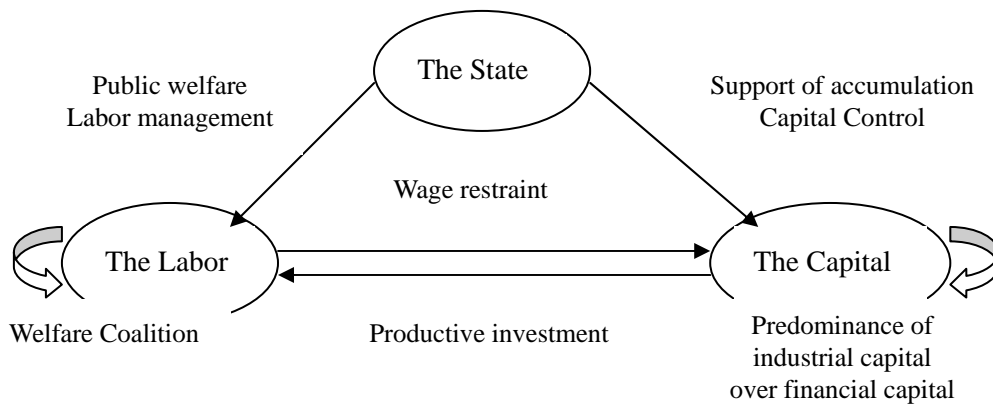 The State
Public welfare
Labor management
Support of accumulation
Capital Control
Wage restraint
The Labor
The Capital
Welfare Coalition
Productive investment
Predominance of
industrial capital
over financial capital